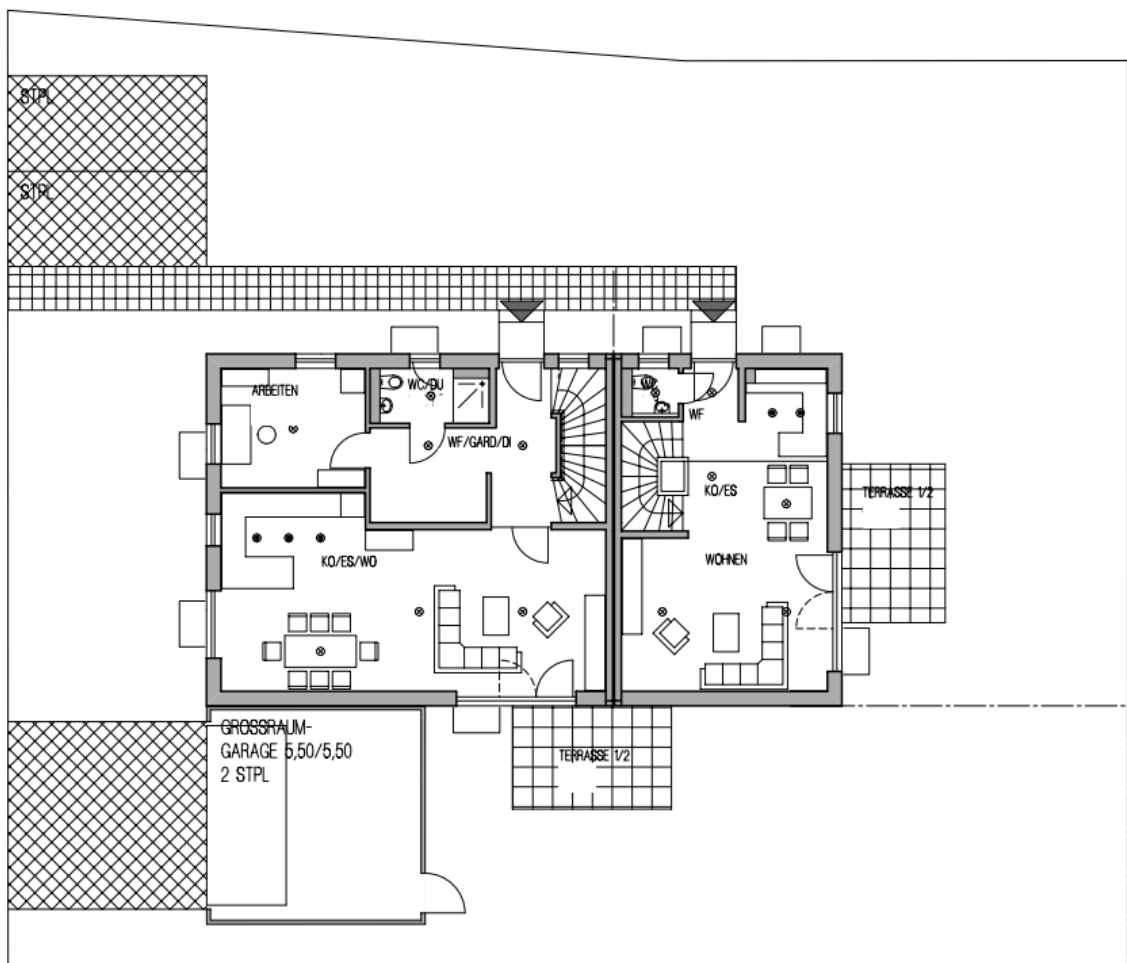 STPL
STPL
ARBEITEN
WC/DU
WF/GARD/DI
WF
KO/ES
KO/ES/WO
WOHNEN
TERRASSE 1/2
GROSSRAUM-
GARAGE 5,50/5,50
2 STPL
TERRASSE 1/2